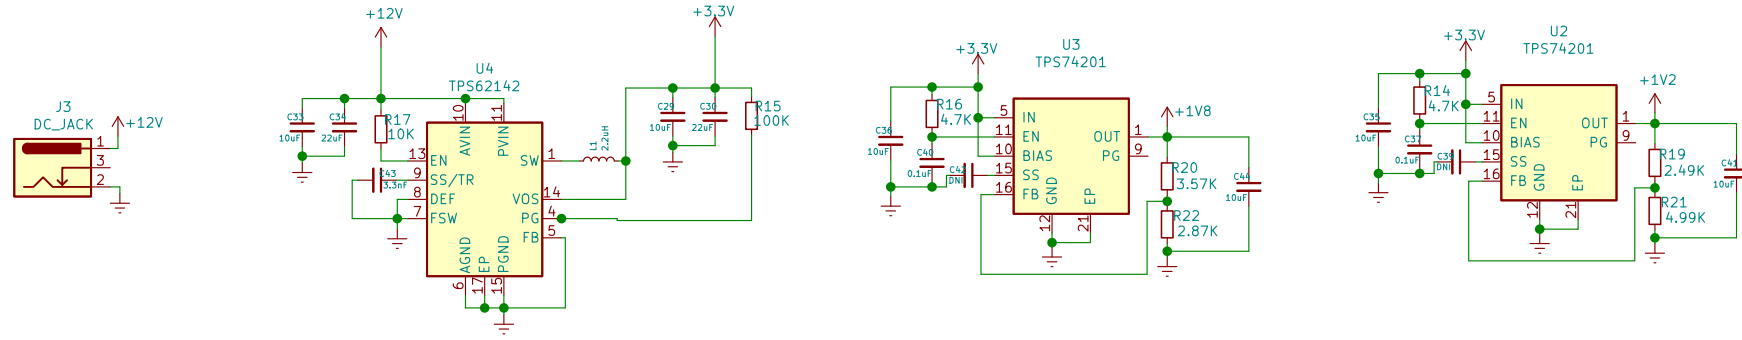 J3
DC_JACK
+12V
1
3
2
+12V
U4
TPS62142
C33
10uF
C34
22uF
R17
10K
10
AVIN
11
PVIN
13
EN
9
SS/TR
8
DEF
7
FSW
C43
3.3nF
SW
1
VOS
14
PG
4
FB
5
AGND
6
EP
17
PGND
15
L1
2.2uH
+3.3V
C29
10uF
C30
22uF
R15
100K
U3
TPS74201
+3.3V
C36
10uF
R16
4.7K
C40
0.1uF
C42
DNI
5
IN
11
EN
10
BIAS
15
SS
16
FB
OUT
1
PG
9
GND
12
EP
21
+1V8
R20
3.57K
R22
2.87K
C44
10uF
U2
TPS74201
+3.3V
C35
10uF
R14
4.7K
C37
0.1uF
C39
DNI
5
IN
11
EN
10
BIAS
15
SS
16
FB
OUT
1
PG
9
GND
12
EP
21
+1V2
R19
2.49K
R21
4.99K
C41
10uF